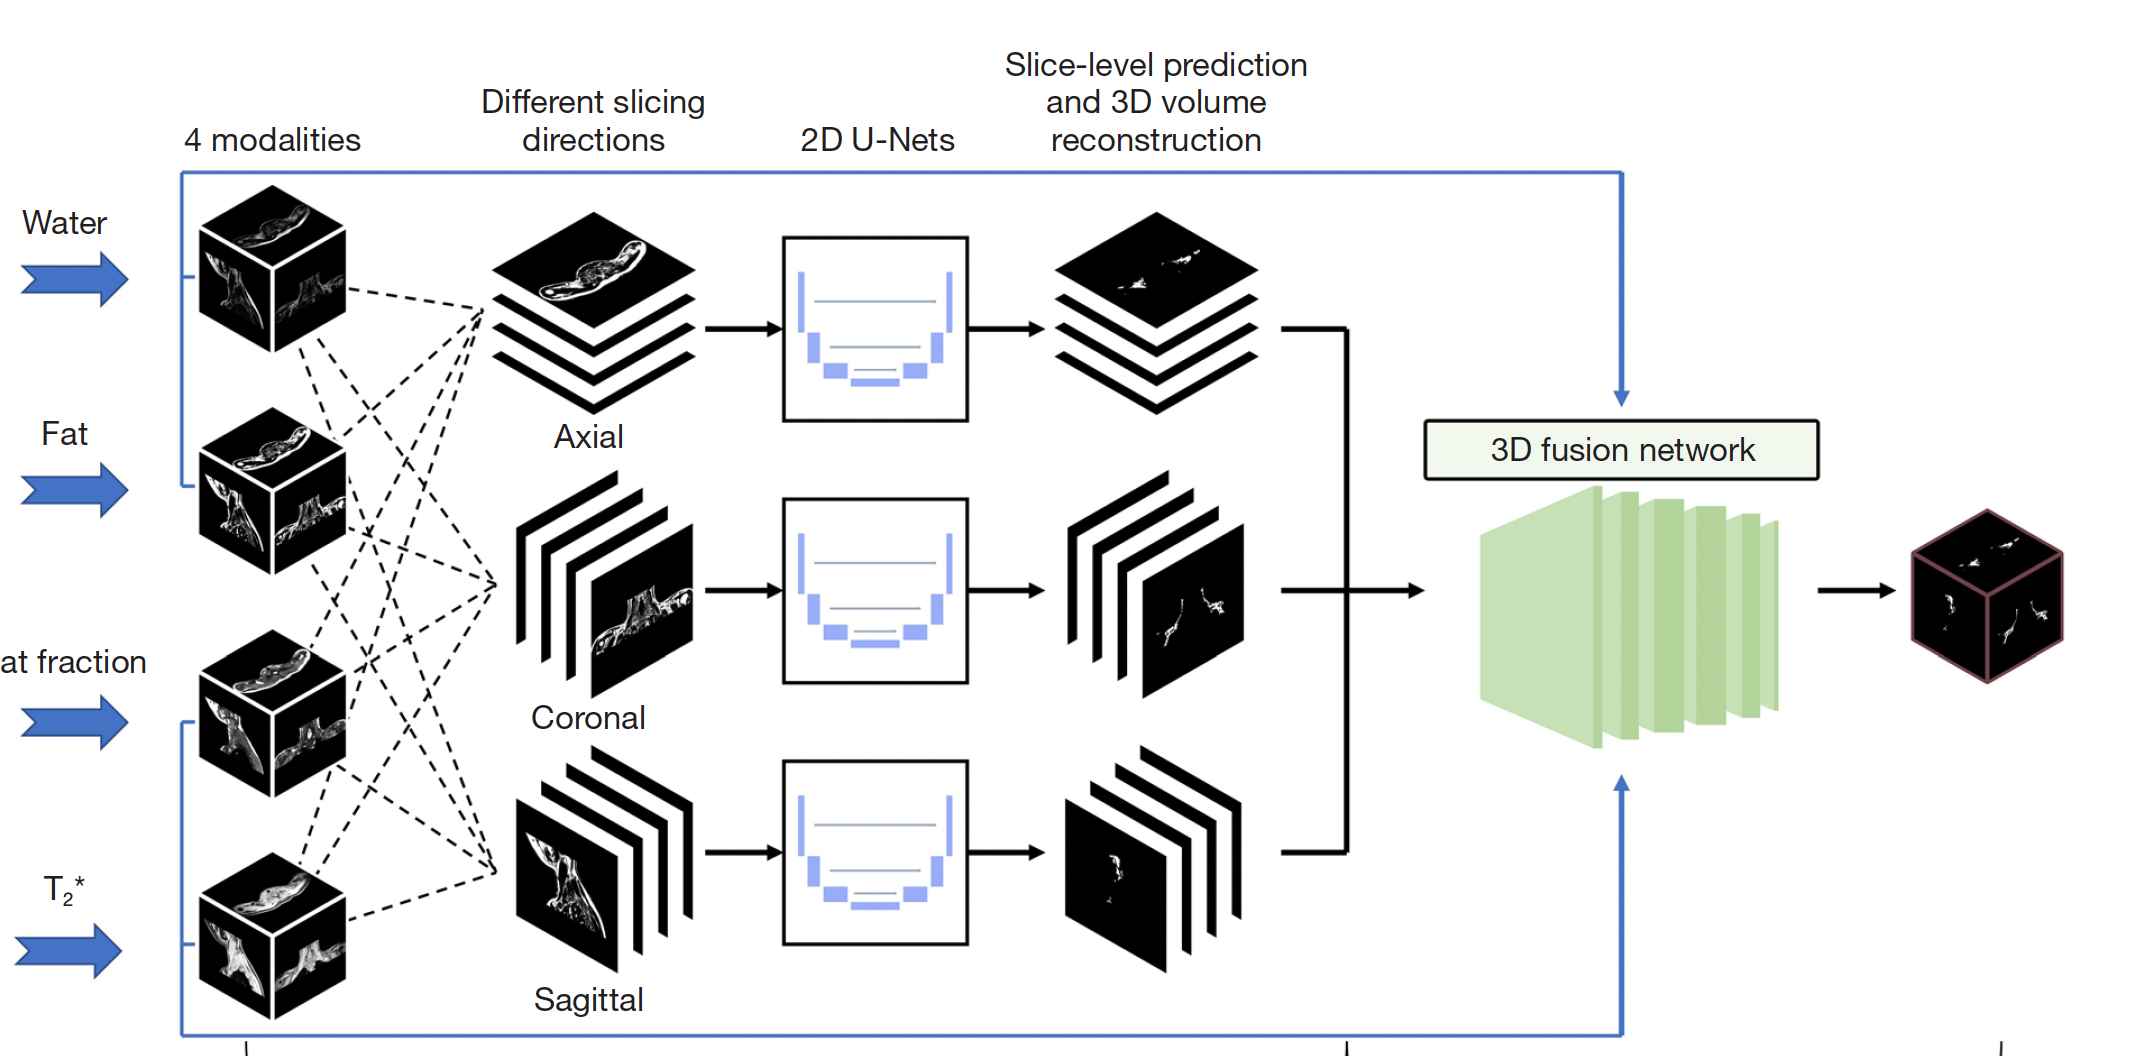 Slice-level prediction
and 3D volume
reconstruction
Different slicing
directions
4 modalities
2D U-Nets
Water
Fat
at fraction
T2*
Axial
Coronal
Sagittal
3D fusion network